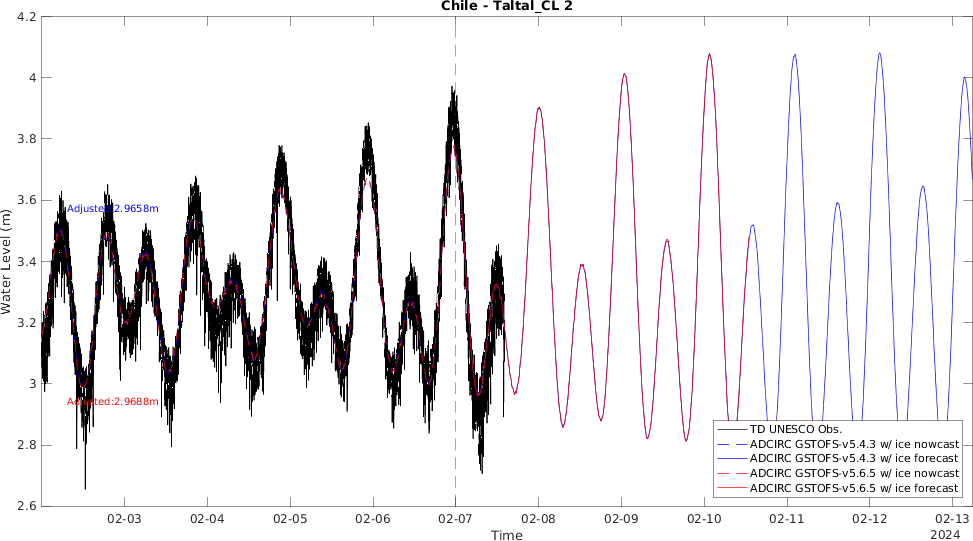 Chile - Taltal_CL 2
4.2
4
3.8
3.6
3.4
3.2
3
2.8
2.6
Water Level (m)
Adjusted:2.9658m
Adjusted:2.9688m
TD UNESCO Obs.
ADCIRC GSTOFS-v5.4.3 w/ ice nowcast
ADCIRC GSTOFS-v5.4.3 w/ ice forecast
ADCIRC GSTOFS-v5.6.5 w/ ice nowcast
ADCIRC GSTOFS-v5.6.5 w/ ice forecast
02-03 02-04 02-05 02-06 02-07 02-08 02-09 02-10 02-11 02-12 02-13
Time
2024